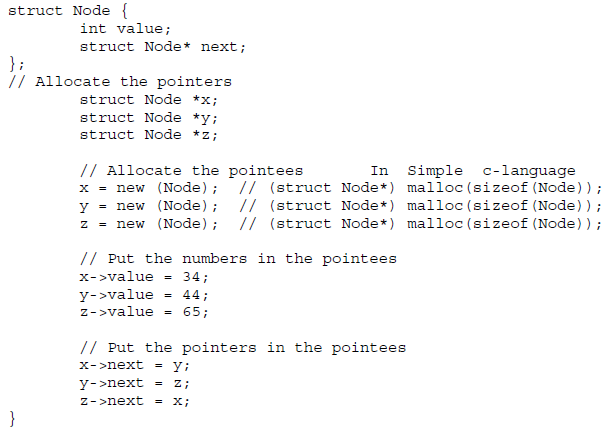 struct Node {
int value;
struct Node* next;
};
// Allocate the pointers
struct Node *x;
struct Node *y;
struct Node *z;
// Allocate the pointees In Simple c-language
x = new (Node); // (struct Node*) malloc(sizeof(Node));
y = new (Node); // (struct Node*) malloc(sizeof(Node));
z = new (Node); // (struct Node*) malloc(sizeof(Node));
// Put the numbers in the pointees
x->value = 34;
y->value = 44;
z->value = 65;
// Put the pointers in the pointees
x->next = y;
y->next = z;
z->next = x;
}